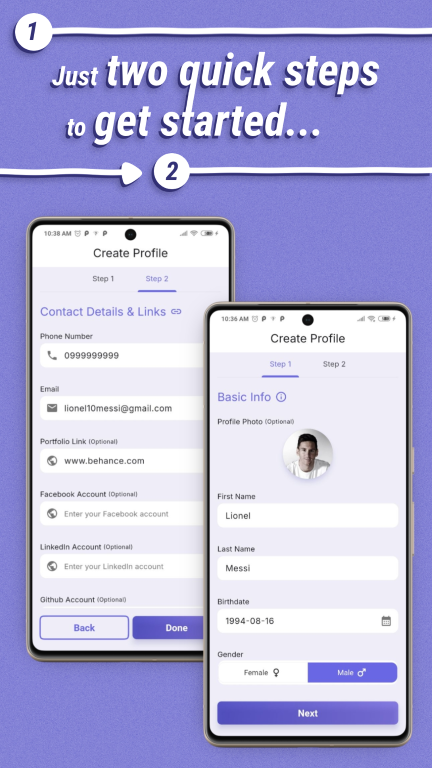 1
Just two quick steps
to get started...
2
10:38 AM
Create Profile
Step 1 Step 2
Contact Details & Links
Phone Number
0999999999
Email
lionel10messi@gmail.com
Portfolio Link (Optional)
www.behance.com
Facebook Account (Optional)
Enter your Facebook account
LinkedIn Account (Optional)
Enter your LinkedIn account
Github Account (Optional)
Back Done
10:36 AM
Create Profile
Step 1 Step 2
Basic Info
Profile Photo (Optional)
First Name
Lionel
Last Name
Messi
Birthdate
1994-08-16
Gender
Female Male
Next